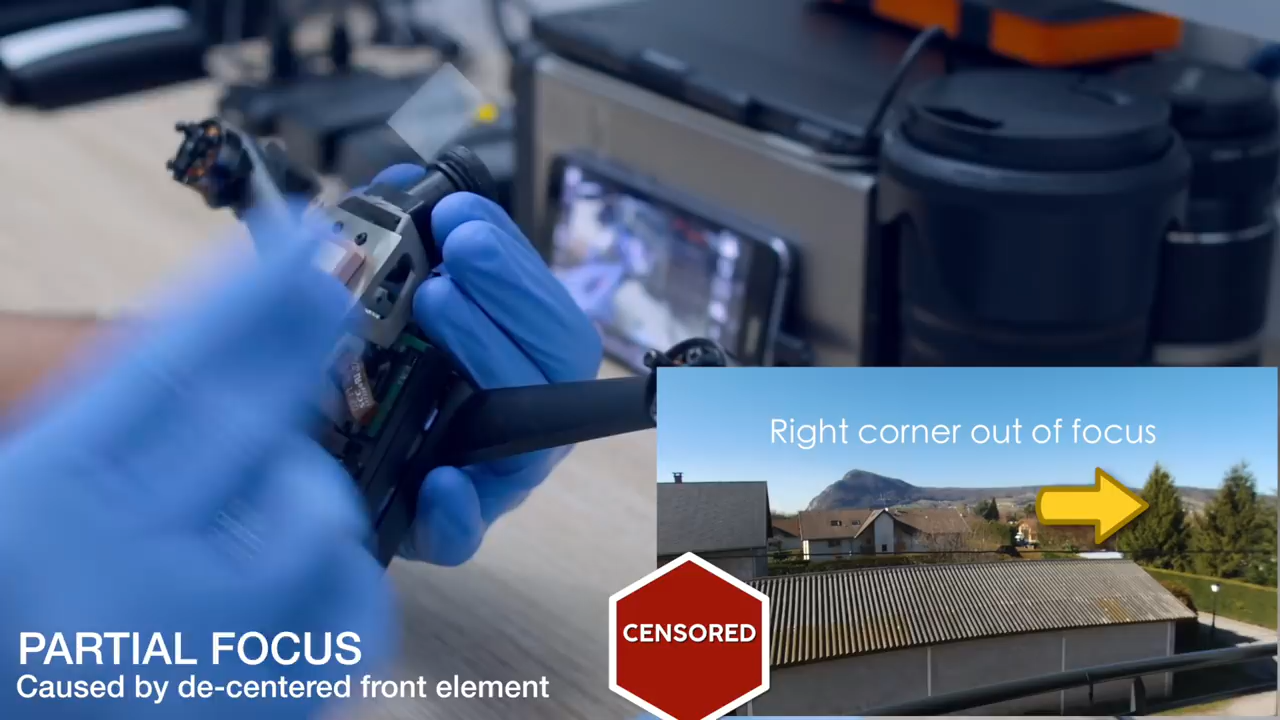 Right corner out of focus
CENSORED
PARTIAL FOCUS
Caused by de-centered front element